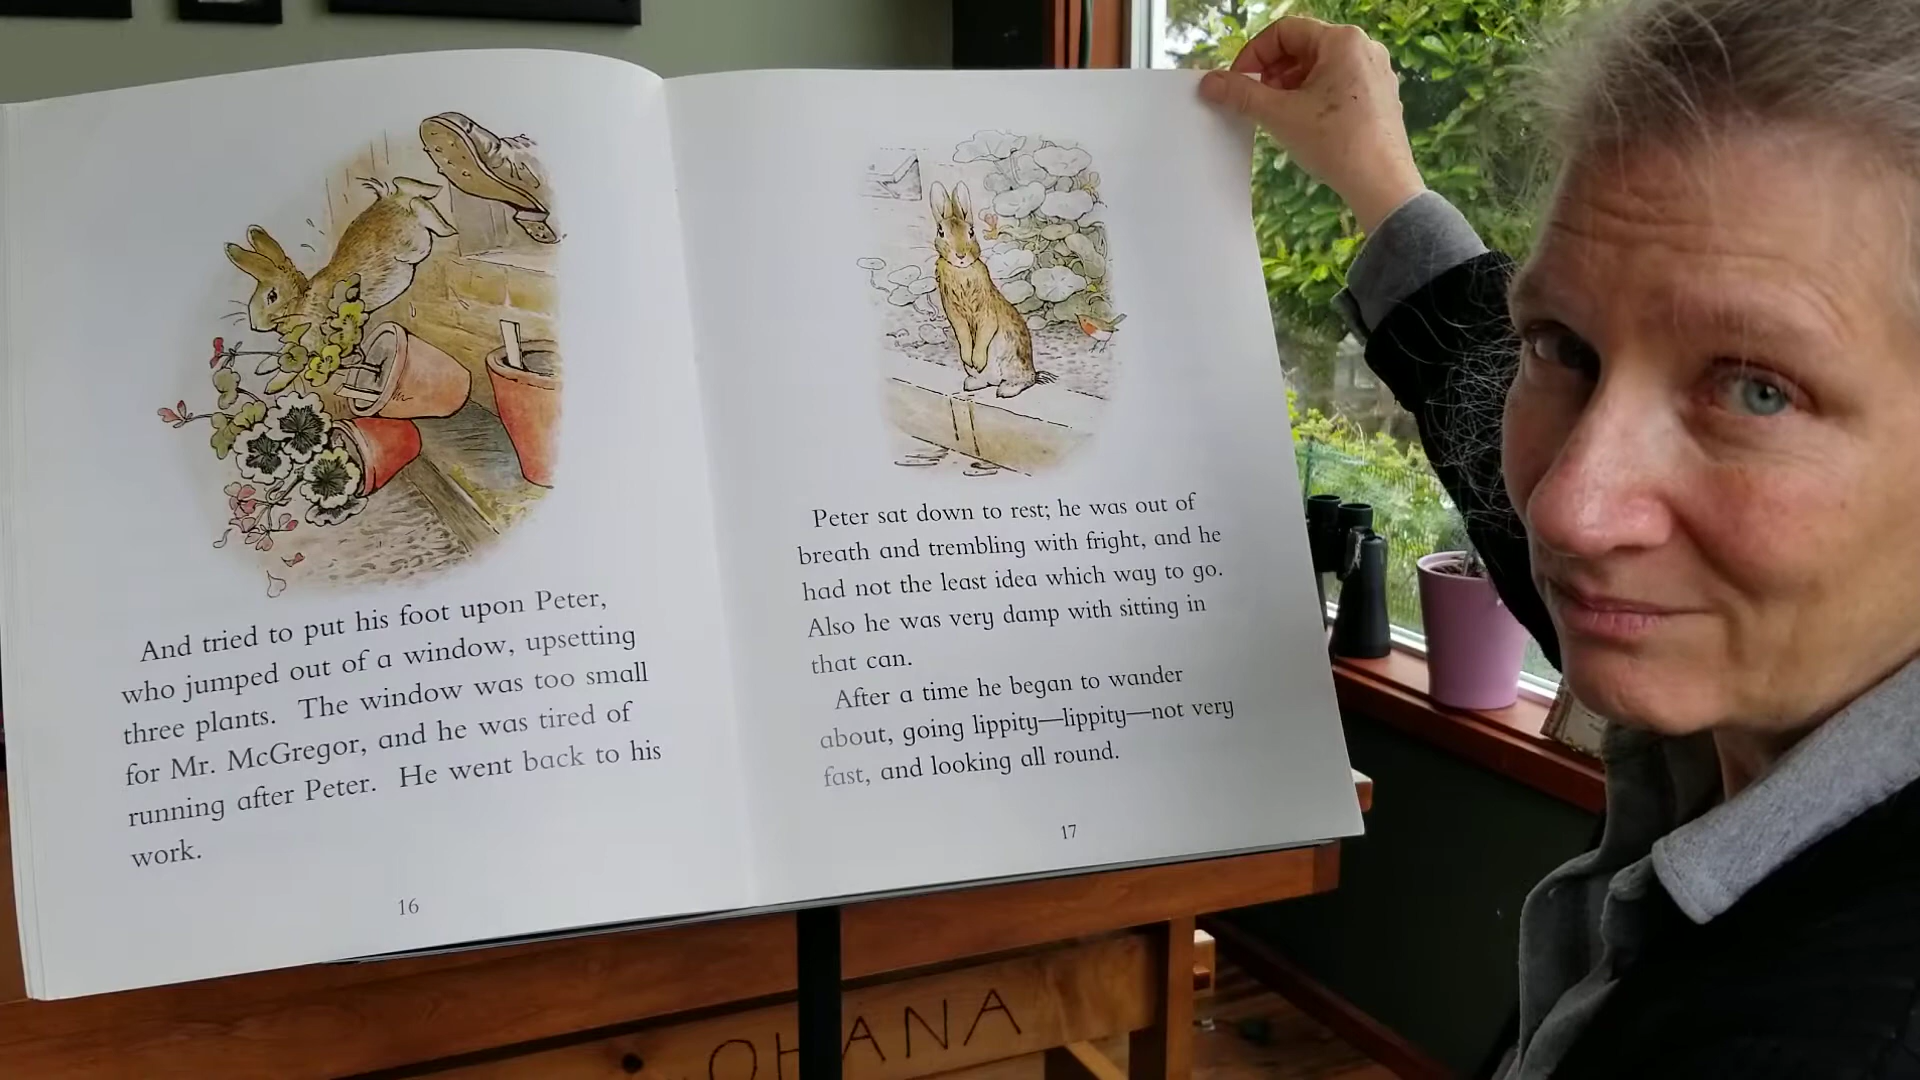 And tried to put his foot upon Peter,
who jumped out of a window, upsetting
three plants. The window was too small
for Mr. McGregor, and he was tired of
running after Peter. He went back to his
work.
16
Peter sat down to rest; he was out of
breath and trembling with fright, and he
had not the least idea which way to go.
Also he was very damp with sitting in
that can.
After a time he began to wander
about, going lippity—lippity—not very
fast, and looking all round.
17
OHANA